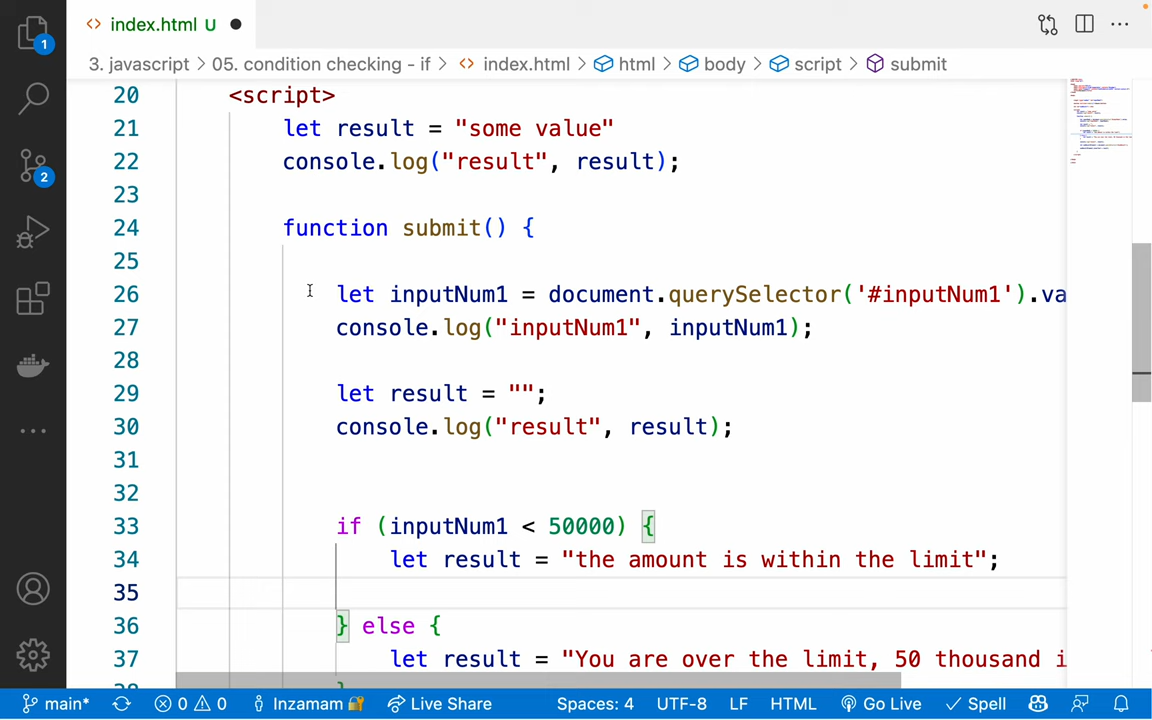 index.html U
3. javascript > 05. condition checking - if > index.html > html > body > script > submit
20 <script>
21 let result = "some value"
22 console.log("result", result);
23
24 function submit() {
25
26 let inputNum1 = document.querySelector('#inputNum1').va
27 console.log("inputNum1", inputNum1);
28
29 let result = "";
30 console.log("result", result);
31
32
33 if (inputNum1 < 50000) {
34 let result = "the amount is within the limit";
35
36 } else {
37 let result = "You are over the limit, 50 thousand i
1
2
main* 0 0 Inzamam Live Share Spaces: 4 UTF-8 LF HTML Go Live Spell